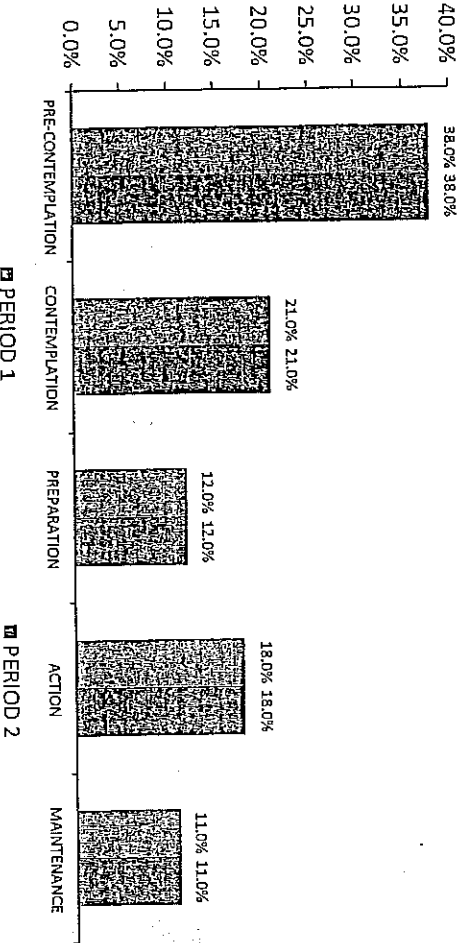 40.0%
35.0%
30.0%
25.0%
20.0%
15.0%
10.0%
5.0%
0.0%
38.0% 38.0%
21.0% 21.0%
12.0% 12.0%
18.0% 18.0%
11.0% 11.0%
PRE-CONTEMPLATION
CONTEMPLATION
PREPARATION
ACTION
MAINTENANCE
PERIOD 1
PERIOD 2